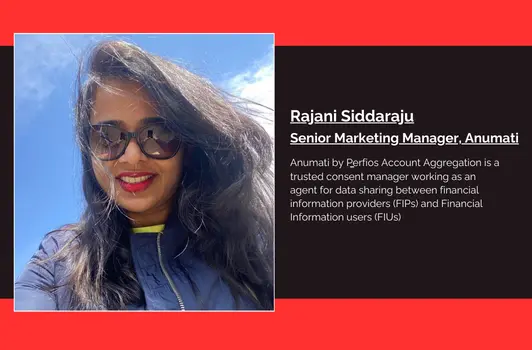 Rajani Siddaraju
Senior Marketing Manager, Anumati
Anumati by Perfios Account Aggregation is a
trusted consent manager working as an
agent for data sharing between financial
information providers (FIPs) and Financial
Information users (FIUs)